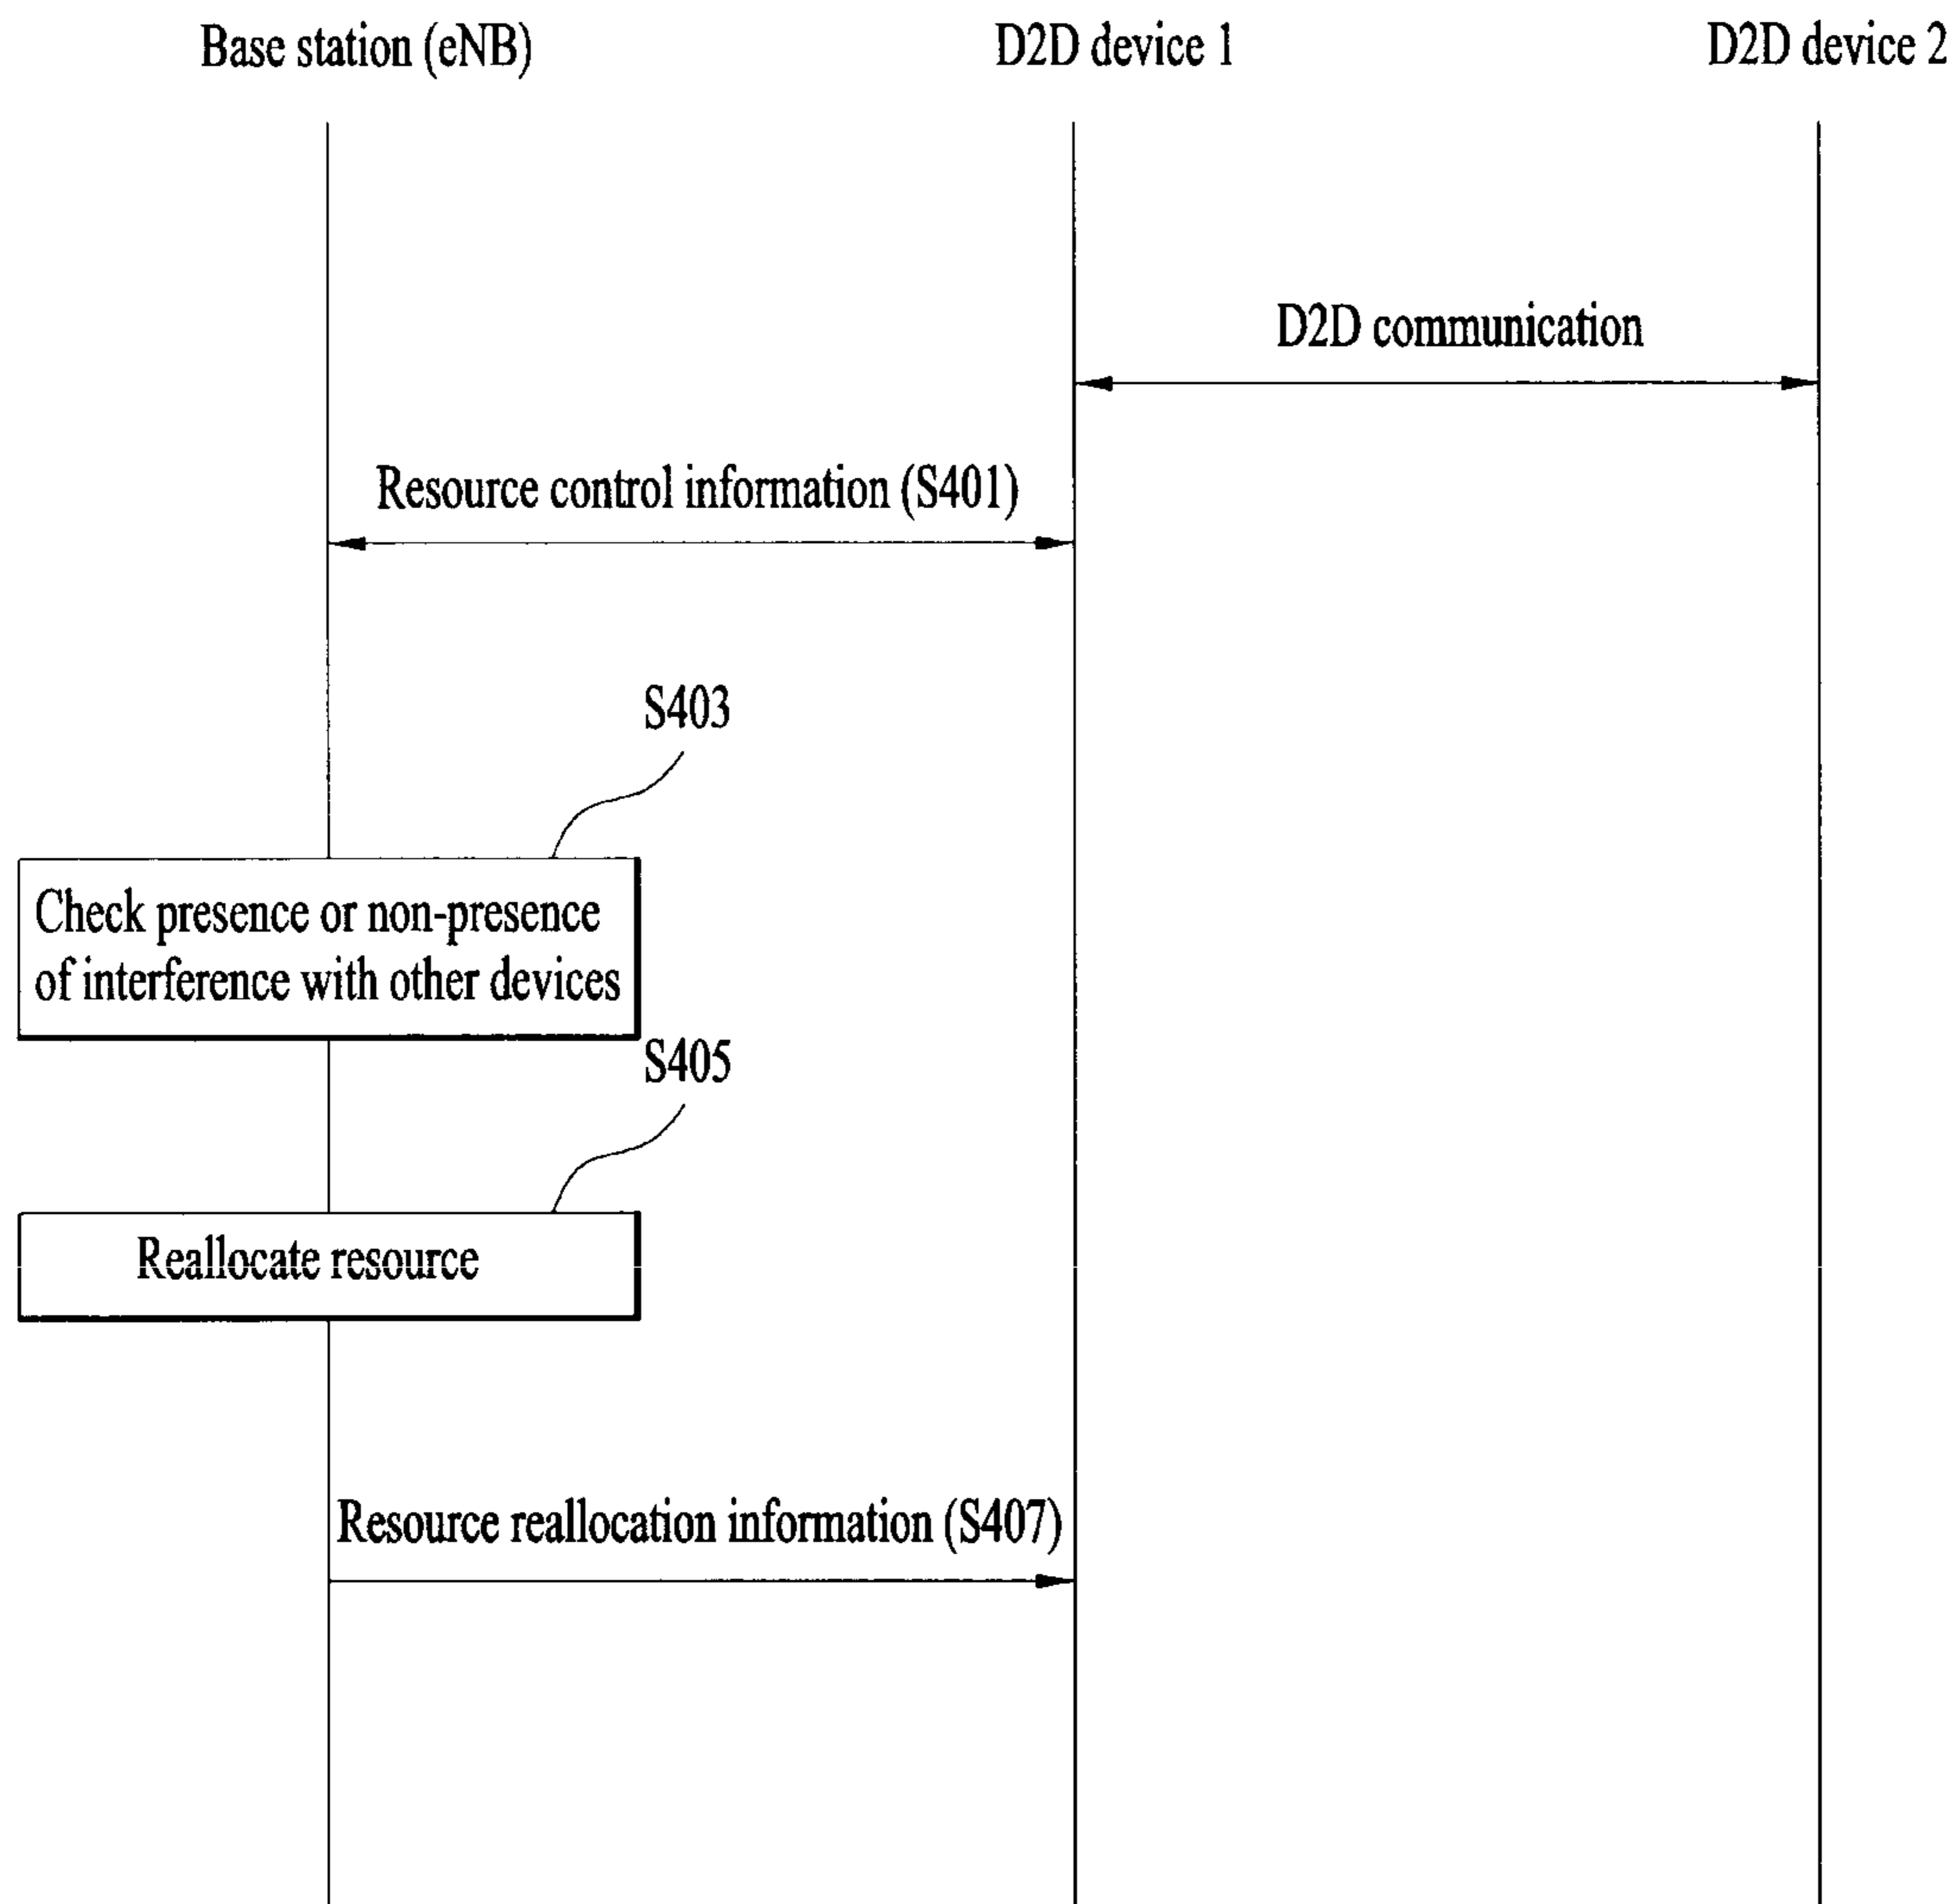 Base station (eNB)
D2D device 1
D2D device 2
D2D communication
Resource control information (S401)
S403
Check presence or non-presence
of interference with other devices
S405
Reallocate resource
Resource reallocation information (S407)